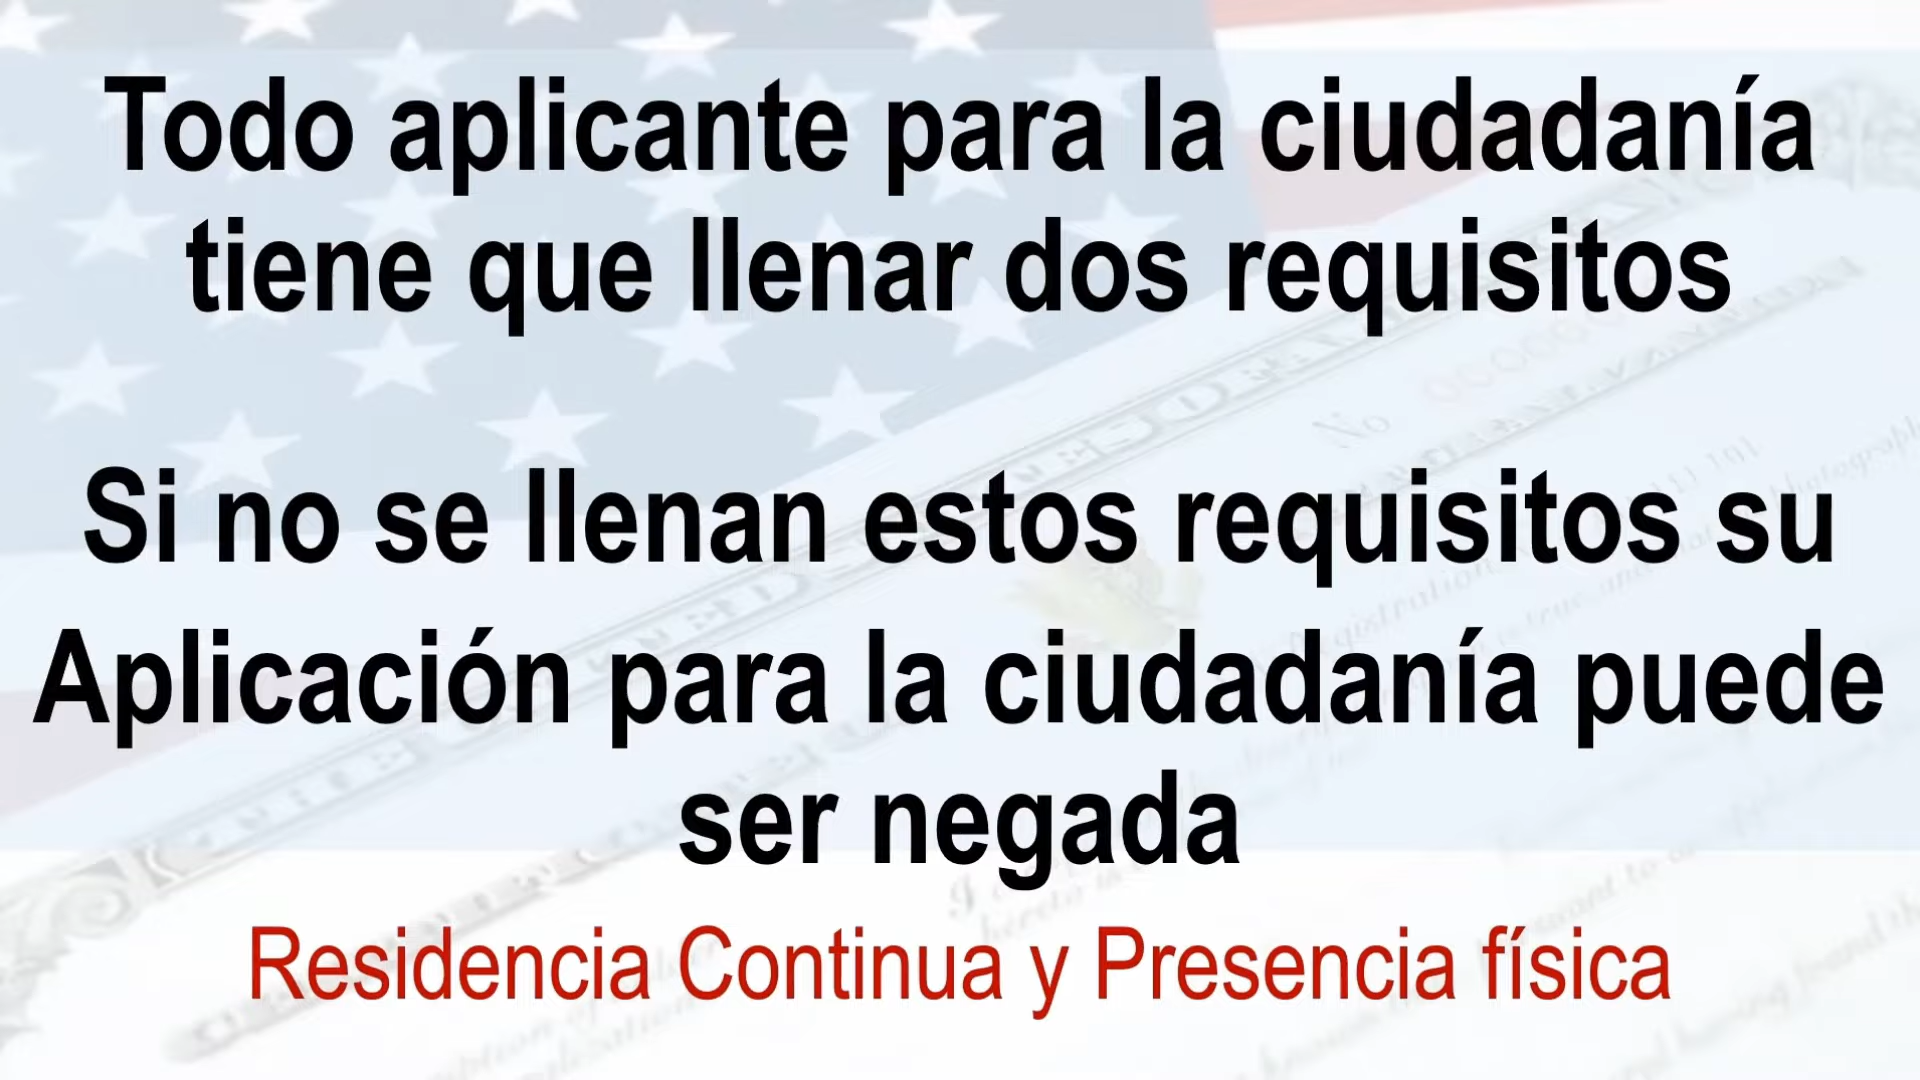 Todo aplicante para la ciudadanía
tiene que llenar dos requisitos
Si no se llenan estos requisitos su
Aplicación para la ciudadanía puede
ser negada
Residencia Continua y Presencia física
No